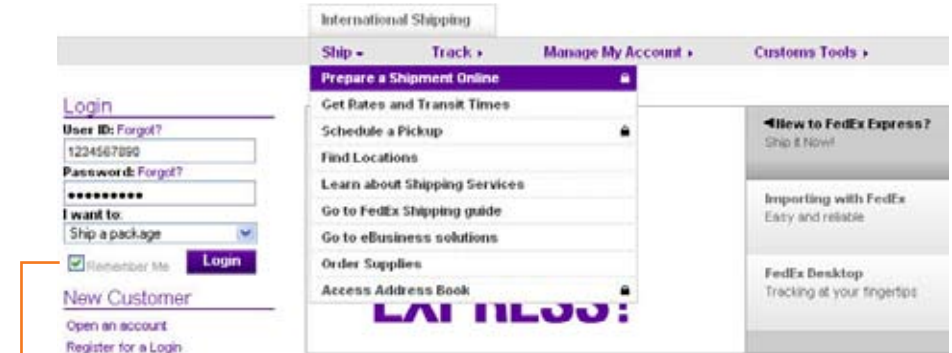 International Shipping
Ship Track Manage My Account Customs Tools
Prepare a Shipment Online
Get Rates and Transit Times
Schedule a Pickup
Find Locations
Learn about Shipping Services
Go to FedEx Shipping guide
Go to eBusiness solutions
Order Supplies
Access Address Book
Login
User ID: Forgot?
1234567890
Password: Forgot?
•••••••••
I want to:
Ship a package
Remember Me Login
New Customer
Open an account
Register for a Login
EXPRESS?
New to FedEx Express?
Ship it Now!
Importing with FedEx
Easy and reliable
FedEx Desktop
Tracking at your fingertips